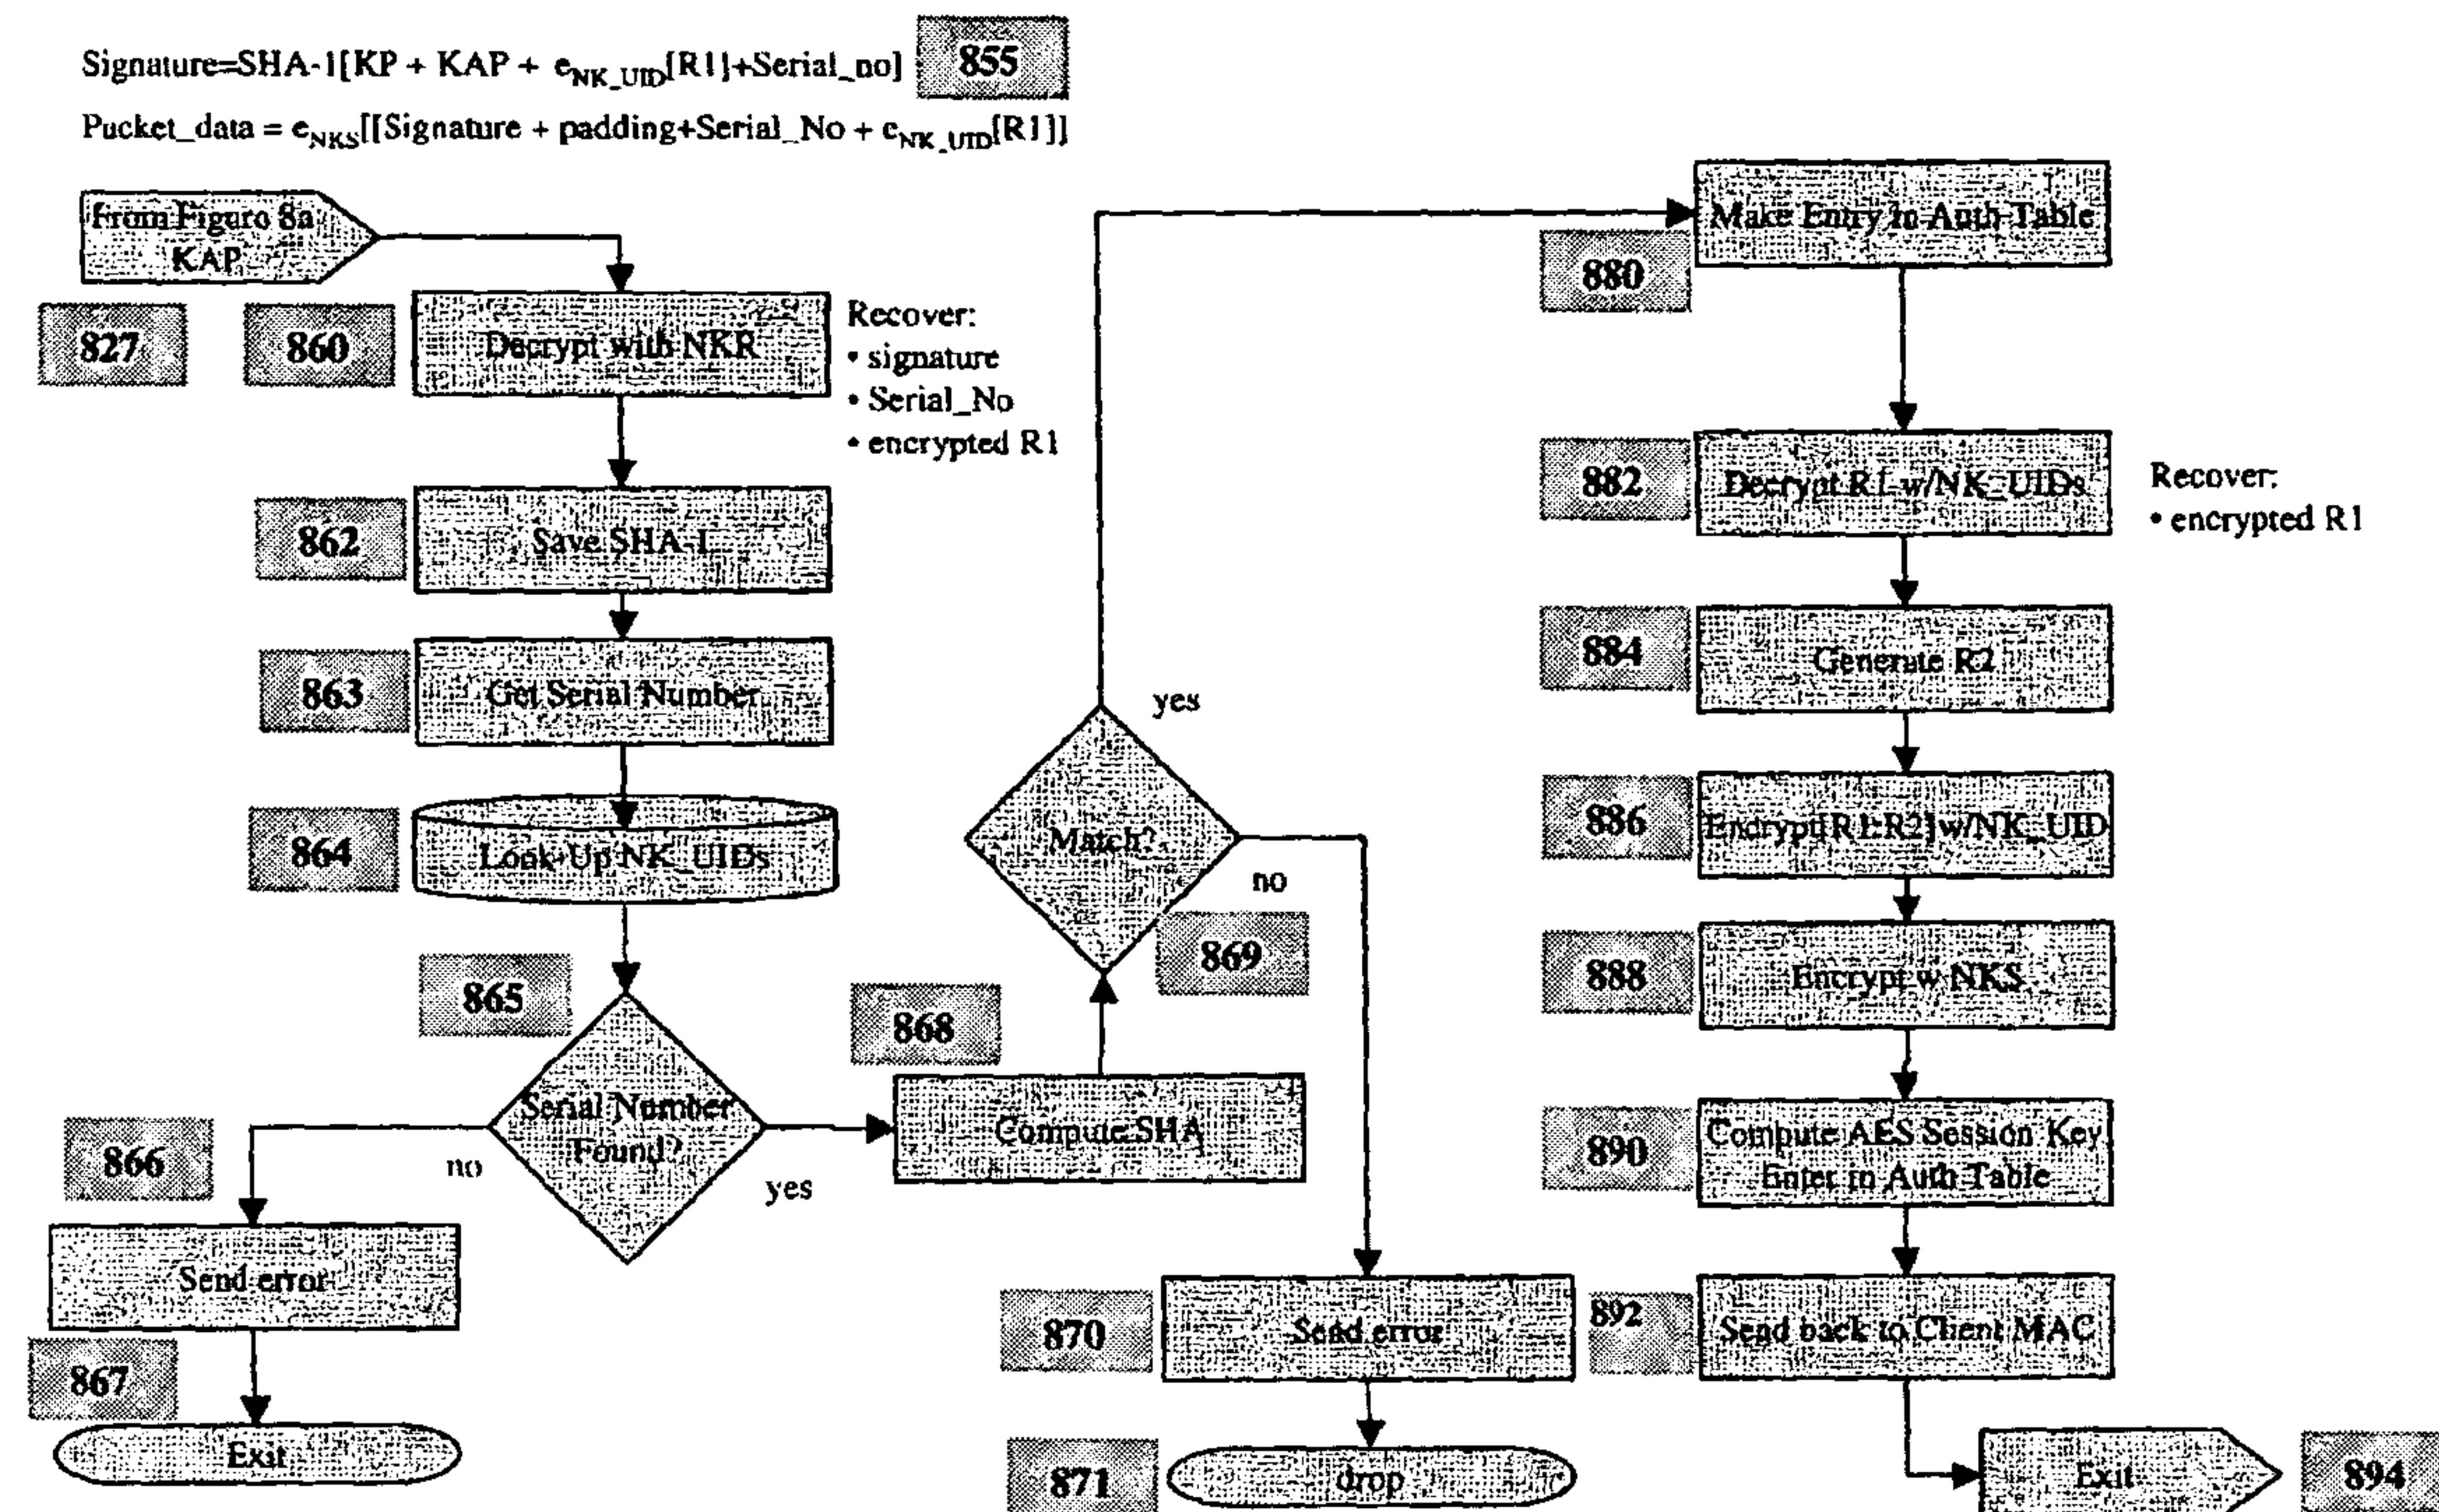 Signature=SHA-1[KP + KAP + eNK_UID[R1]+Serial_no]
855
Pucket_data = eNKS[[Signature + padding+Serial_No + eNK_UID[R1]]
From Figure 8a
KAP
827
860
Decrypt with NKR
Recover:
• signature
• Serial_No
• encrypted R1
862
Save SHA-1
863
Get Serial Number
864
Look-Up NK_UIDs
865
Serial Number
Found?
no
yes
866
Send error
867
Exit
868
Compute SHA
Match?
yes
no
869
870
Send error
871
drop
Make Entry in Auth Table
880
882
Decrypt R1 w/NK_UIDs
Recover:
• encrypted R1
884
Generate R2
886
Encrypt[R1:R2]w/NK_UID
888
Encrypt w NKS
890
Compute AES Session Key
Enter in Auth Table
892
Send back to Client MAC
Exit
894